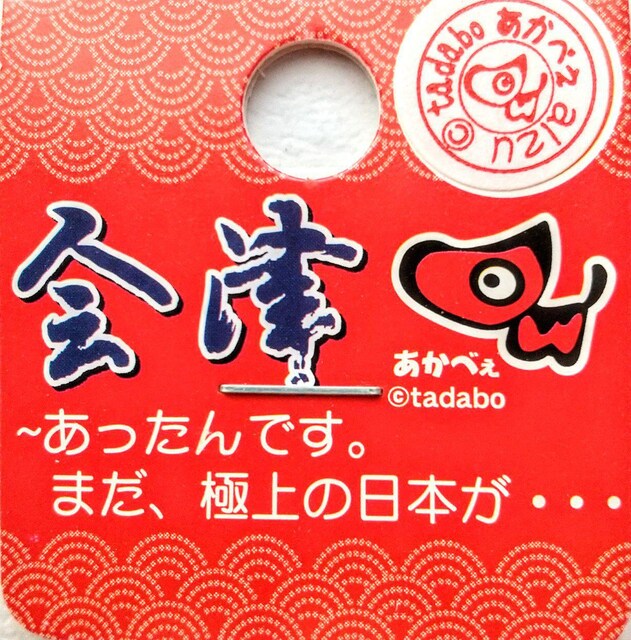 ©tadabo あかべぇ aizu
会津
あかべぇ
©tadabo
~あったんです。
まだ、極上の日本が・・・